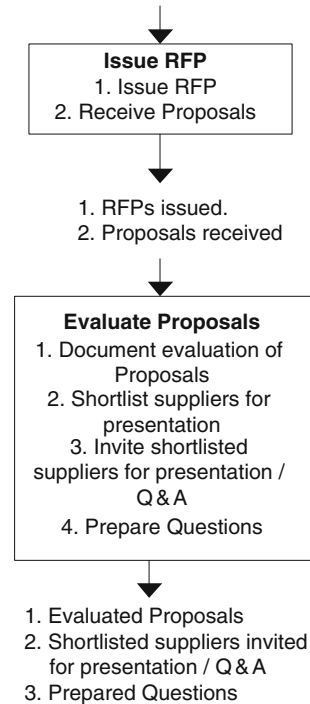 Issue RFP
1. Issue RFP
2. Receive Proposals
1. RFPs issued.
2. Proposals received
Evaluate Proposals
1. Document evaluation of
Proposals
2. Shortlist suppliers for
presentation
3. Invite shortlisted
suppliers for presentation /
Q & A
4. Prepare Questions
1. Evaluated Proposals
2. Shortlisted suppliers invited
for presentation / Q & A
3. Prepared Questions